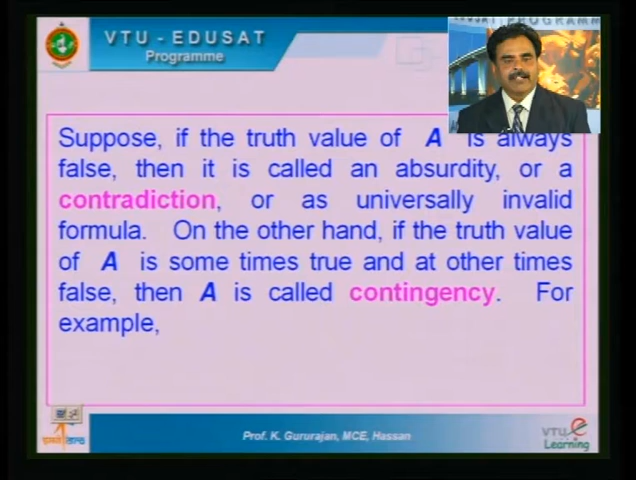 VTU - EDUSAT
Programme
Suppose, if the truth value of A is always
false, then it is called an absurdity, or a
contradiction, or as universally invalid
formula. On the other hand, if the truth value
of A is some times true and at other times
false, then A is called contingency. For
example,
Prof. K. Gururajan, MCE, Hassan
VTU e
Learning